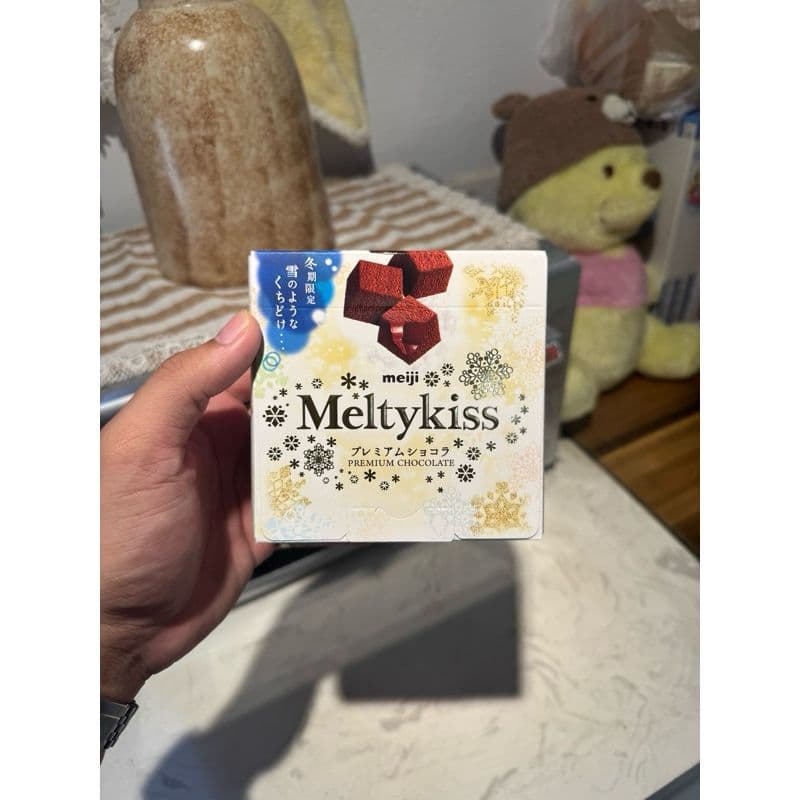 冬期限定
雪のような
くちどけ...
meiji
Meltykiss
プレミアムショコラ
PREMIUM CHOCOLATE